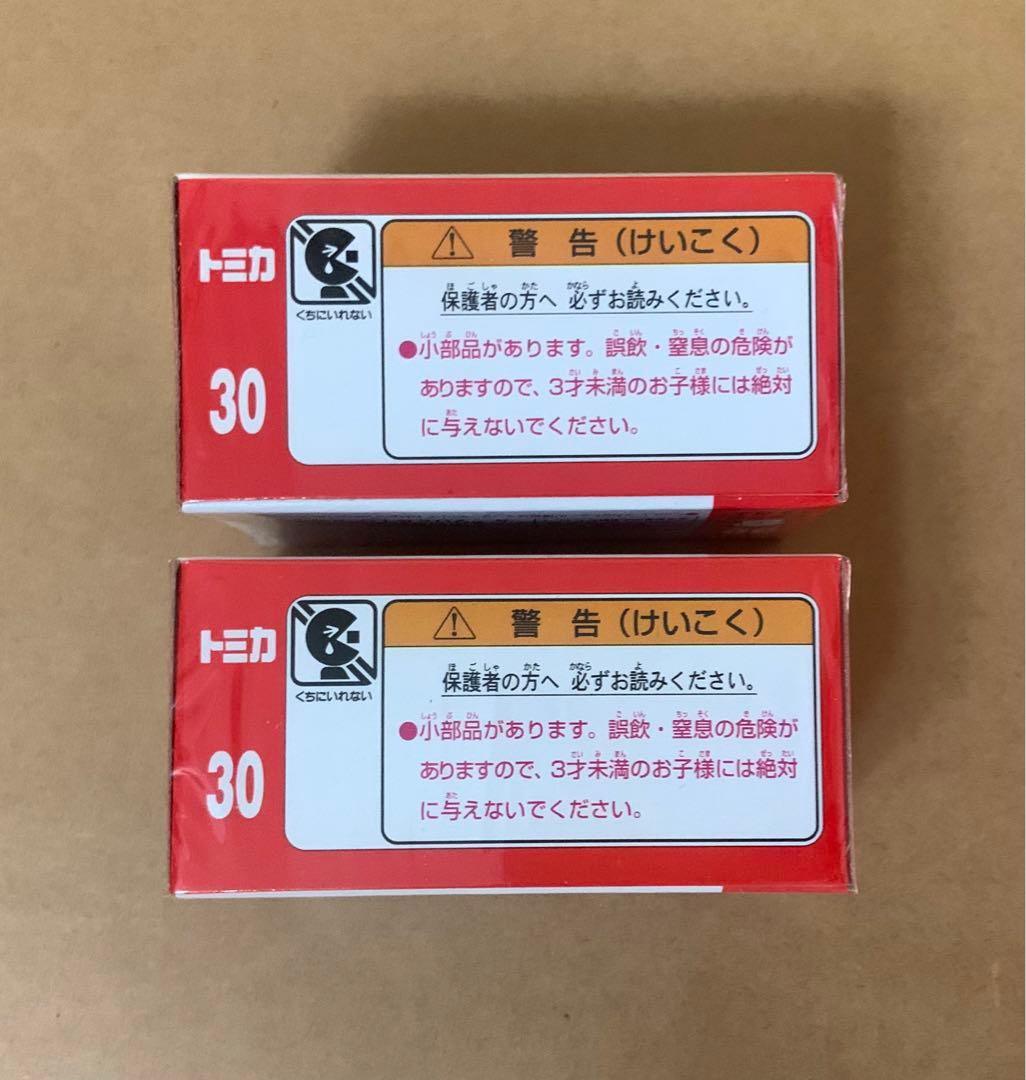 トミカ
30
くちにいれない
警告(けいこく)
保護者の方へ 必ずお読みください。
●小部品があります。誤飲・窒息の危険が
ありますので、3才未満のお子様には絶対
に与えないでください。
トミカ
30
くちにいれない
警告(けいこく)
保護者の方へ 必ずお読みください。
●小部品があります。誤飲・窒息の危険が
ありますので、3才未満のお子様には絶対
に与えないでください。